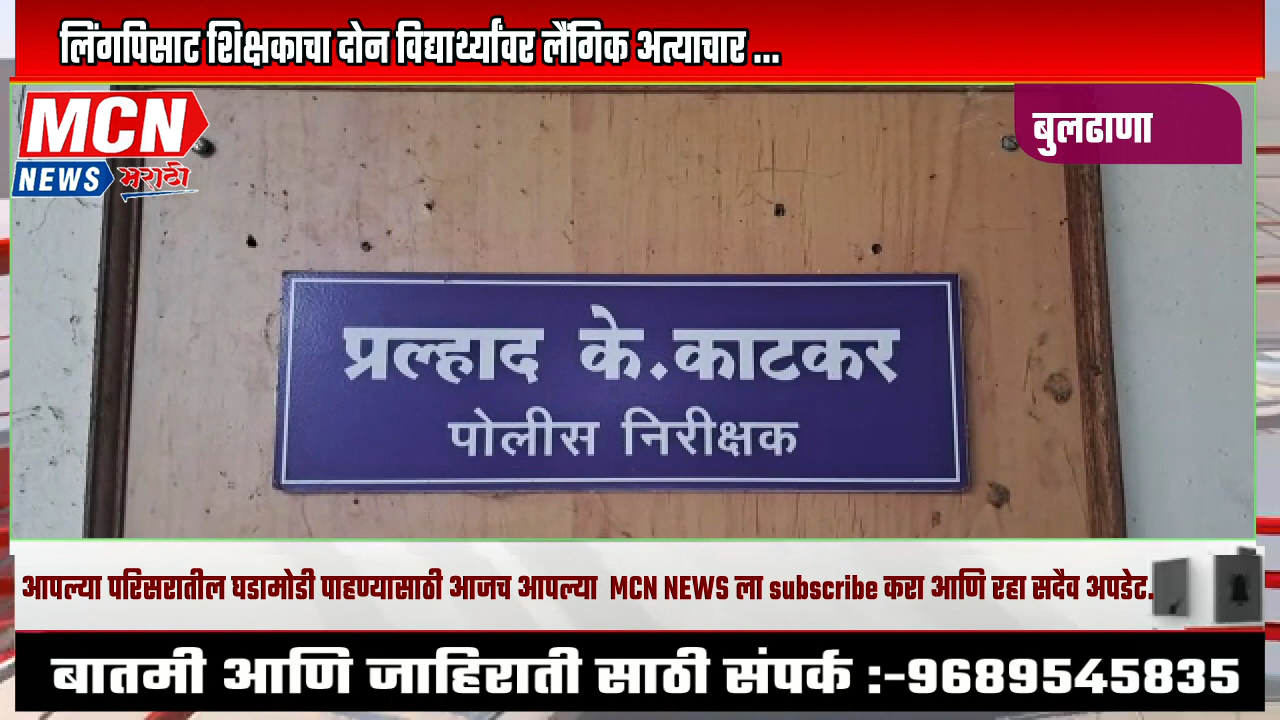 लिंगपिसाट शिक्षकाचा दोन विद्यार्थ्यांवर लैंगिक अत्याचार ...
MCN
NEWS मराठी
बुलढाणा
प्रल्हाद के.काटकर
पोलीस निरीक्षक
आपल्या परिसरातील घडामोडी पाहण्यासाठी आजच आपल्या MCN NEWS ला subscribe करा आणि रहा सदैव अपडेट.
बातमी आणि जाहिराती साठी संपर्क :-9689545835